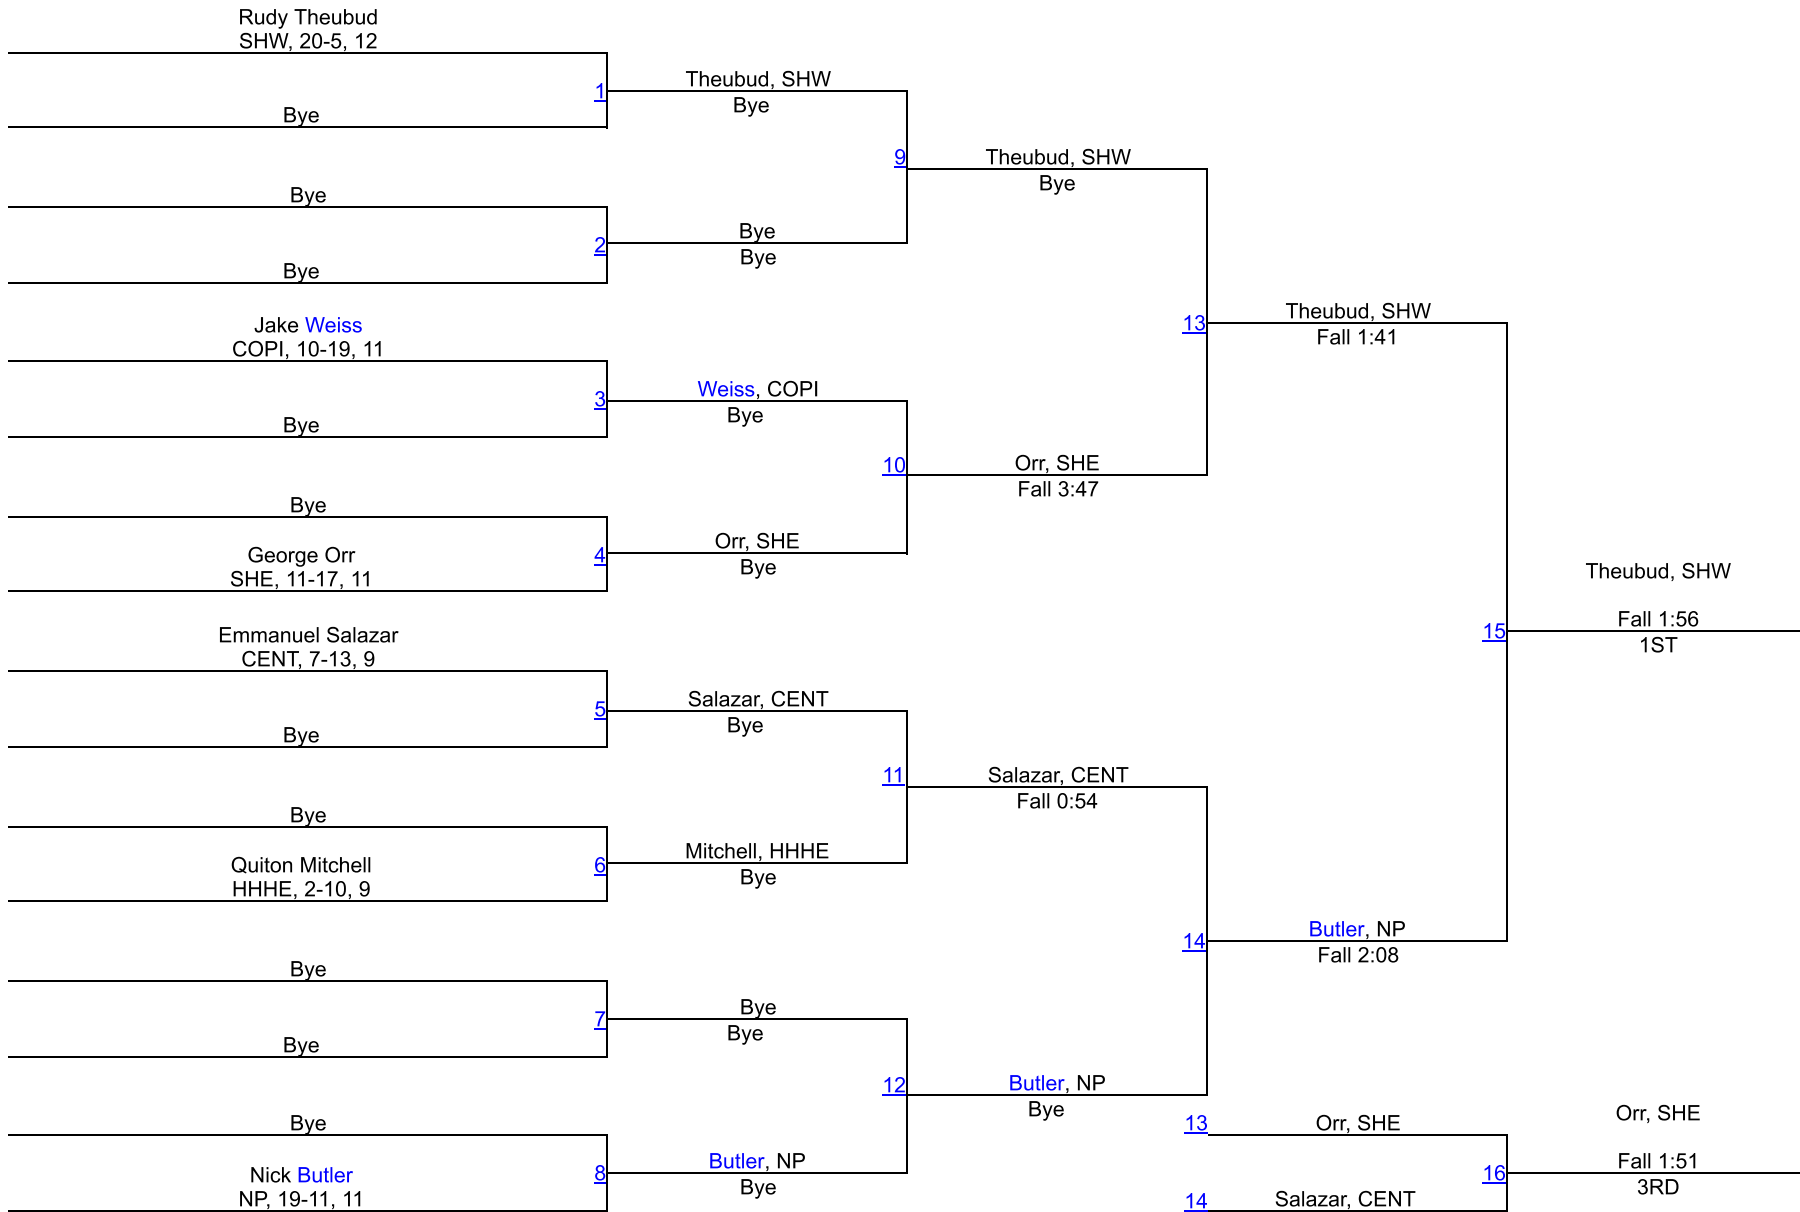 Rudy Theubud
SHW, 20-5, 12
Bye
Bye
Bye
Jake Weiss
COPI, 10-19, 11
Bye
Bye
George Orr
SHE, 11-17, 11
Emmanuel Salazar
CENT, 7-13, 9
Bye
Bye
Quiton Mitchell
HHHE, 2-10, 9
Bye
Bye
Bye
Nick Butler
NP, 19-11, 11
1
Theubud, SHW
Bye
2
Bye
Bye
3
Weiss, COPI
Bye
4
Orr, SHE
Bye
5
Salazar, CENT
Bye
6
Mitchell, HHHE
Bye
7
Bye
Bye
8
Butler, NP
Bye
9
Theubud, SHW
Bye
10
Orr, SHE
Fall 3:47
11
Salazar, CENT
Fall 0:54
12
Butler, NP
Bye
13
Theubud, SHW
Fall 1:41
14
Butler, NP
Fall 2:08
15
Theubud, SHW
Fall 1:56
1ST
13
Orr, SHE
14
Salazar, CENT
16
Orr, SHE
Fall 1:51
3RD